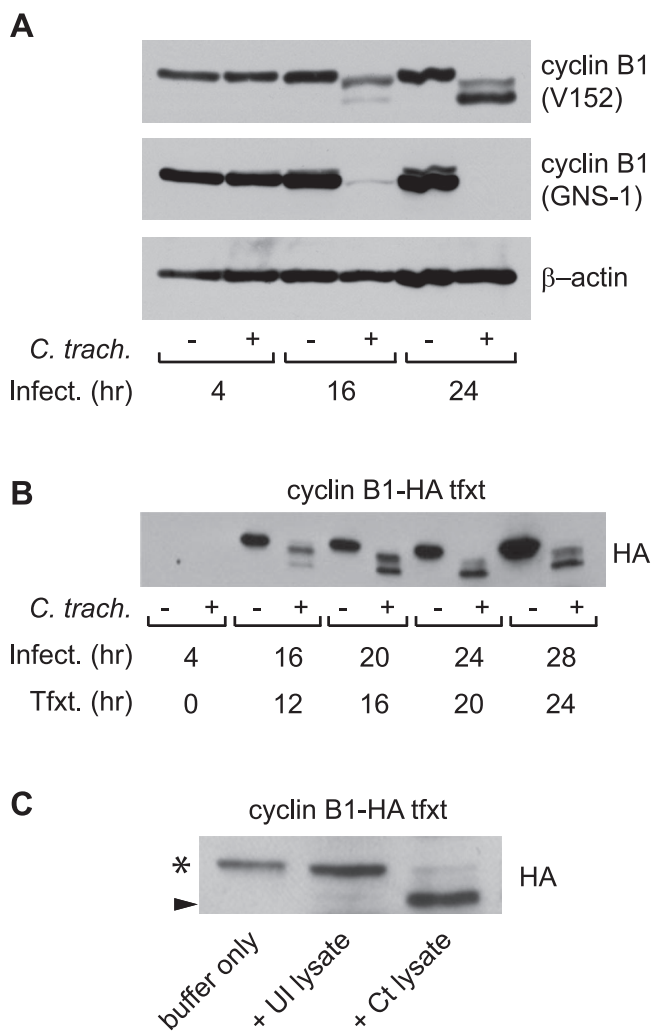 A
cyclin B1
(V152)
cyclin B1
(GNS-1)
β–actin
C. trach. - + - + - +
Infect. (hr) 4 16 24
B
cyclin B1-HA tfxt
HA
C. trach. - + - + - + - + - +
Infect. (hr) 4 16 20 24 28
Tfxt. (hr) 0 12 16 20 24
C
cyclin B1-HA tfxt
*
HA
buffer only
+ UI lysate
+ Ct lysate